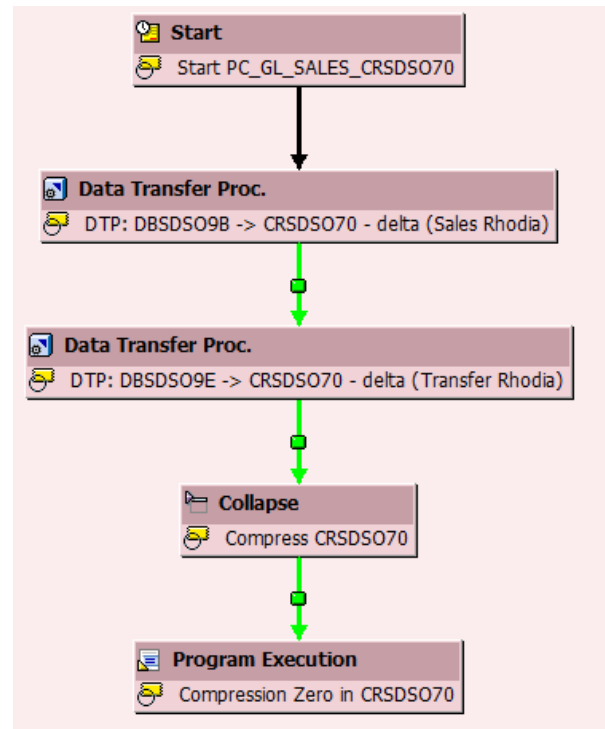 Start
Start PC_GL_SALES_CRSDSO70
Data Transfer Proc.
DTP: DBSDSO9B -> CRSDSO70 - delta (Sales Rhodia)
Data Transfer Proc.
DTP: DBSDSO9E -> CRSDSO70 - delta (Transfer Rhodia)
Collapse
Compress CRSDSO70
Program Execution
Compression Zero in CRSDSO70